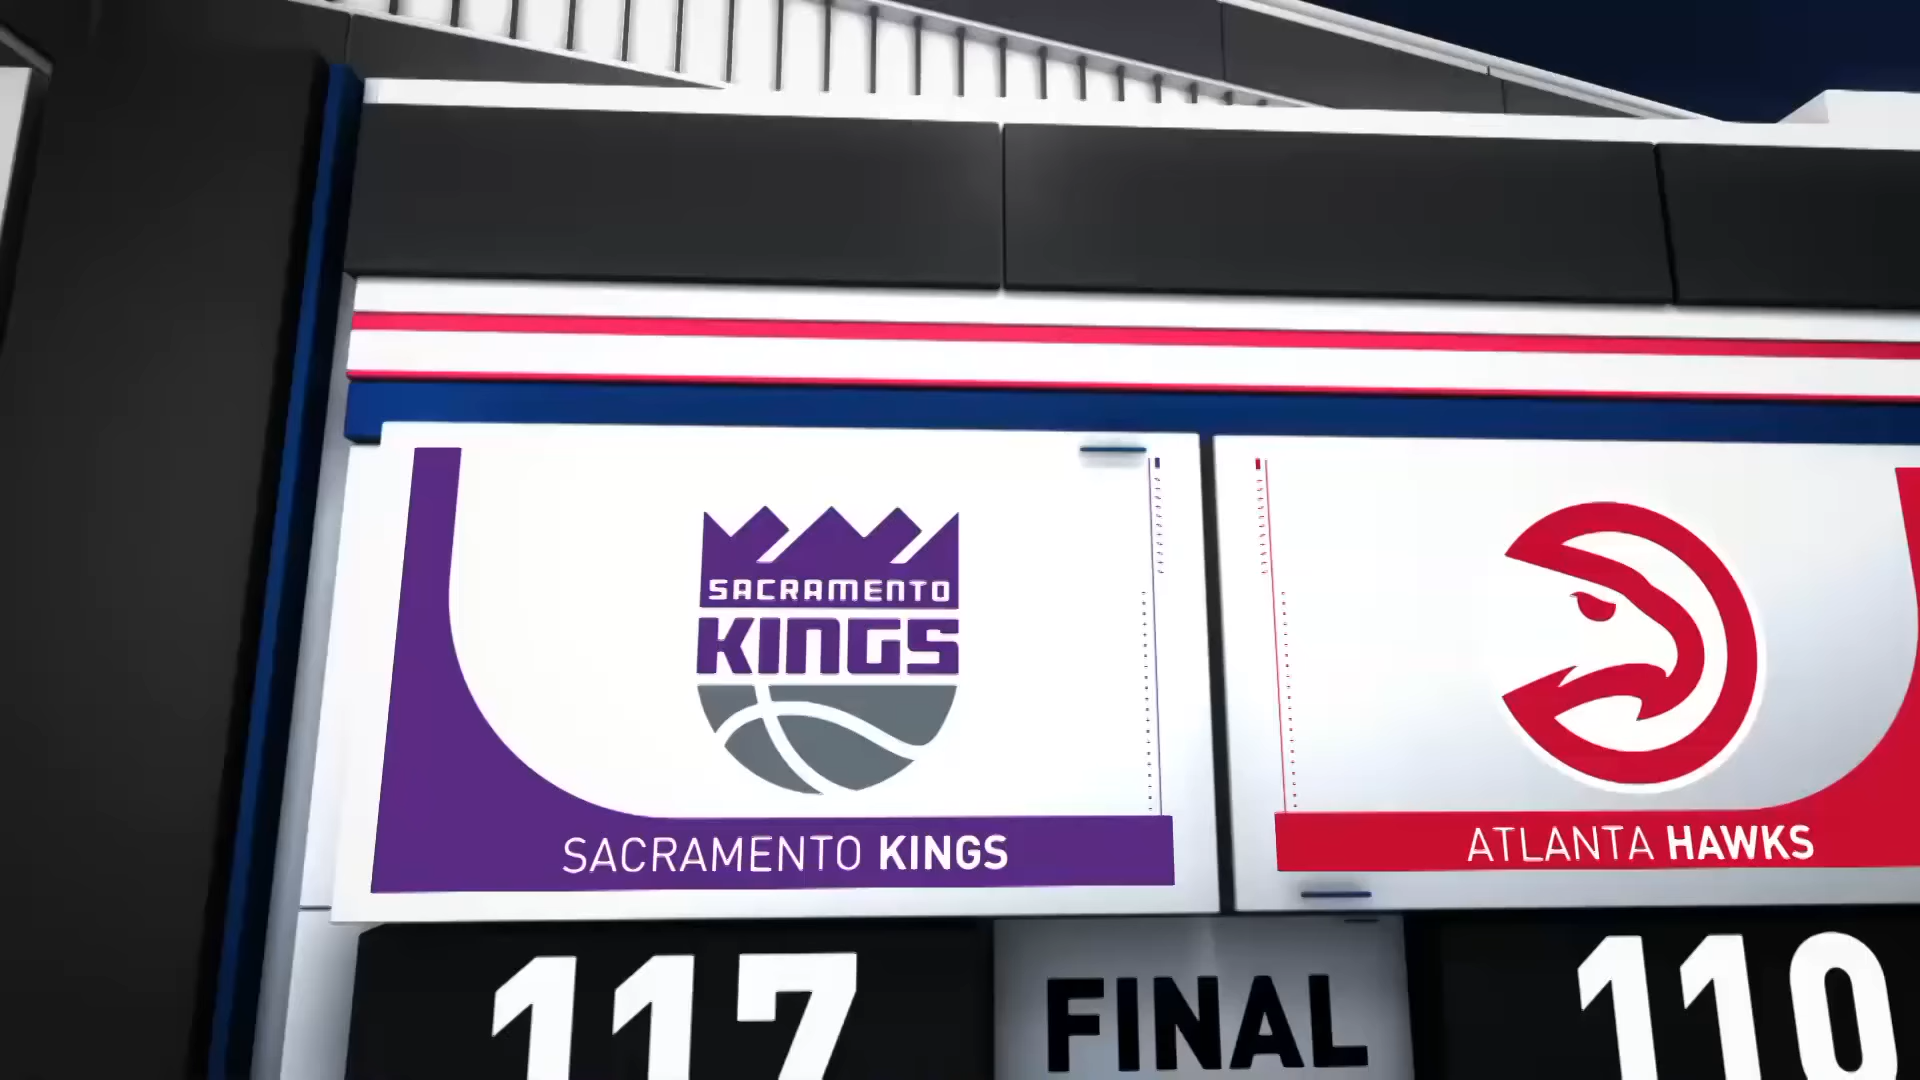 SACRAMENTO
KINGS
SACRAMENTO KINGS
ATLANTA HAWKS
117
FINAL
110